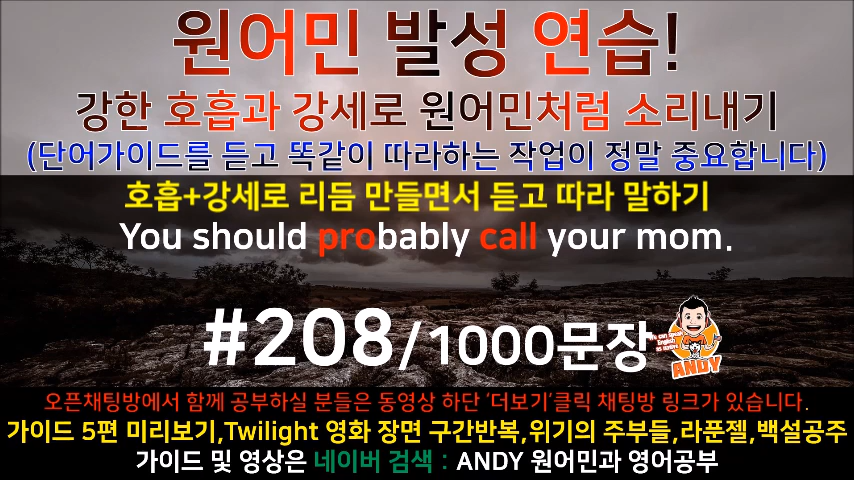 원어민 발성 연습!
강한 호흡과 강세로 원어민처럼 소리내기
(단어가이드를 듣고 똑같이 따라하는 작업이 정말 중요합니다)
호흡+강세로 리듬 만들면서 듣고 따라 말하기
You should probably call your mom.
#208/1000문장
We can speak
English
as native
ANDY
오픈채팅방에서 함께 공부하실 분들은 동영상 하단 '더보기'클릭 채팅방 링크가 있습니다.
가이드 5편 미리보기,Twilight 영화 장면 구간반복,위기의 주부들,라푼젤,백설공주
가이드 및 영상은 네이버 검색 : ANDY 원어민과 영어공부